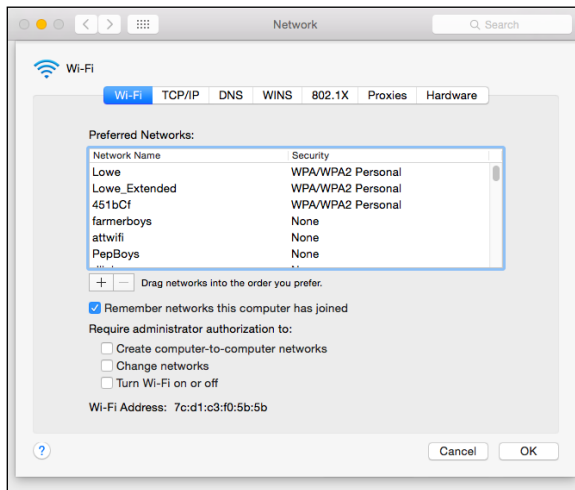 Network
Search
Wi-Fi
Wi-Fi TCP/IP DNS WINS 802.1X Proxies Hardware
Preferred Networks:
Network Name Security
Lowe WPA/WPA2 Personal
Lowe_Extended WPA/WPA2 Personal
451bCf WPA/WPA2 Personal
farmerboys None
attwifi None
PepBoys None
+ − Drag networks into the order you prefer.
Remember networks this computer has joined
Require administrator authorization to:
Create computer-to-computer networks
Change networks
Turn Wi-Fi on or off
Wi-Fi Address: 7c:d1:c3:f0:5b:5b
? Cancel OK